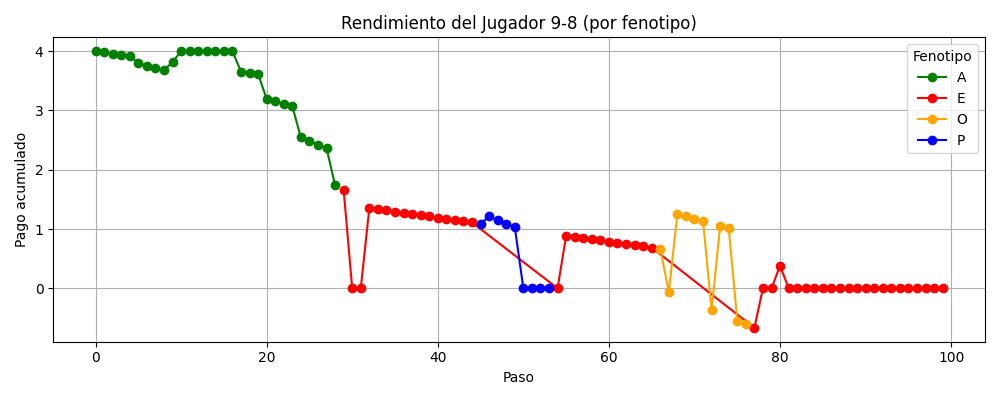 Rendimiento del Jugador 9-8 (por fenotipo)
Pago acumulado
4
3
2
1
0
Fenotipo
A
E
O
P
0 20 40 60 80 100
Paso